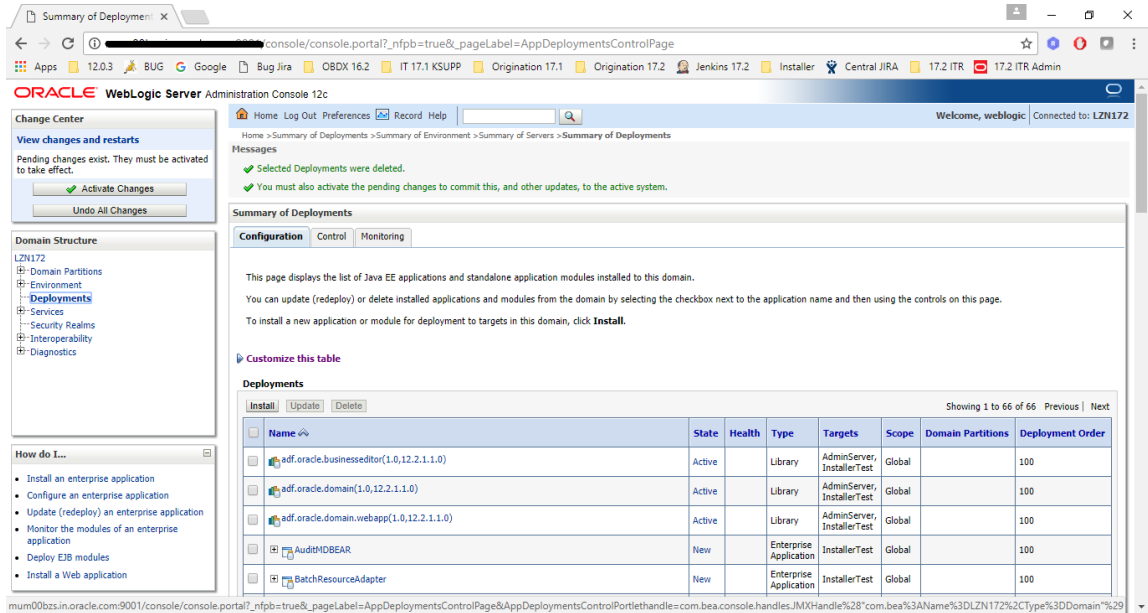 Summary of Deployment
/console/console.portal?_nfpb=true&_pageLabel=AppDeploymentsControlPage
Apps 12.0.3 BUG Google Bug Jira OBDX 16.2 IT 17.1 KSUPP Origination 17.1 Origination 17.2 Jenkins 17.2 Installer Central JIRA 17.2 ITR 17.2 ITR Admin
ORACLE WebLogic Server Administration Console 12c
Change Center
View changes and restarts
Pending changes exist. They must be activated
to take effect.
Activate Changes
Undo All Changes
Domain Structure
LZN172
Domain Partitions
Environment
Deployments
Services
Security Realms
Interoperability
Diagnostics
How do I...
Install an enterprise application
Configure an enterprise application
Update (redeploy) an enterprise application
Monitor the modules of an enterprise
application
Deploy EJB modules
Install a Web application
Home Log Out Preferences Record Help
Welcome, weblogic Connected to: LZN172
Home >Summary of Deployments >Summary of Environment >Summary of Servers >Summary of Deployments
Messages
Selected Deployments were deleted.
You must also activate the pending changes to commit this, and other updates, to the active system.
Summary of Deployments
Configuration Control Monitoring
This page displays the list of Java EE applications and standalone application modules installed to this domain.
You can update (redeploy) or delete installed applications and modules from the domain by selecting the checkbox next to the application name and then using the controls on this page.
To install a new application or module for deployment to targets in this domain, click Install.
Customize this table
Deployments
Install Update Delete
Showing 1 to 66 of 66 Previous | Next
Name State Health Type Targets Scope Domain Partitions Deployment Order
adf.oracle.businesseditor(1.0,12.2.1.1.0) Active Library AdminServer, InstallerTest Global 100
adf.oracle.domain(1.0,12.2.1.1.0) Active Library AdminServer, InstallerTest Global 100
adf.oracle.domain.webapp(1.0,12.2.1.1.0) Active Library AdminServer, InstallerTest Global 100
AuditMDBEAR New Enterprise Application InstallerTest Global 100
BatchResourceAdapter New Enterprise Application InstallerTest Global 100
mum00bzs.in.oracle.com:9001/console/console.portal?_nfpb=true&_pageLabel=AppDeploymentsControlPage&AppDeploymentsControlPortlethandle=com.bea.console.handles.JMXHandle%28"com.bea%3AName%3DLZN172%2CType%3DDomain"%29